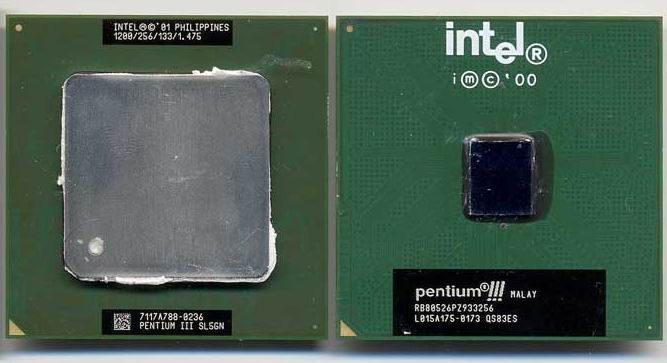 INTEL®©'01 PHILIPPINES
1200/256/133/1.475
7117A788-0236
PENTIUM III SL5GN
intel®
i ⓜ © '00
pentium® III MALAY
RB80526PZ933256
L015A175-0173 QS83ES